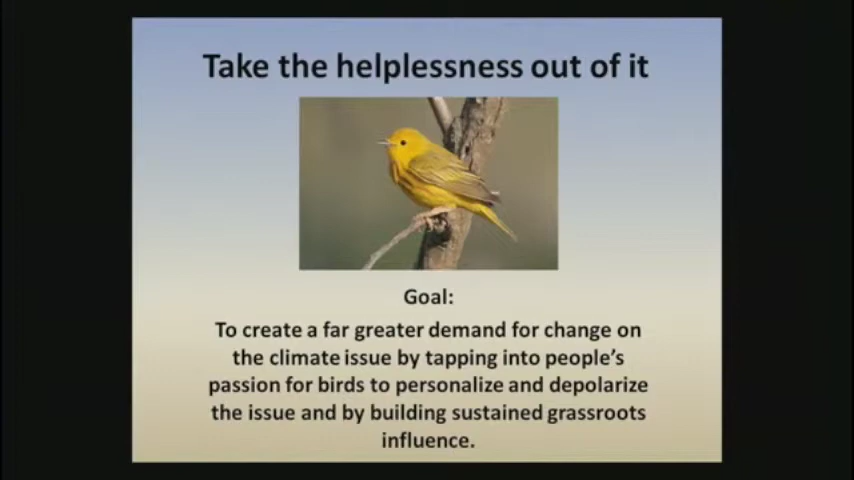 Take the helplessness out of it
Goal:
To create a far greater demand for change on
the climate issue by tapping into people’s
passion for birds to personalize and depolarize
the issue and by building sustained grassroots
influence.